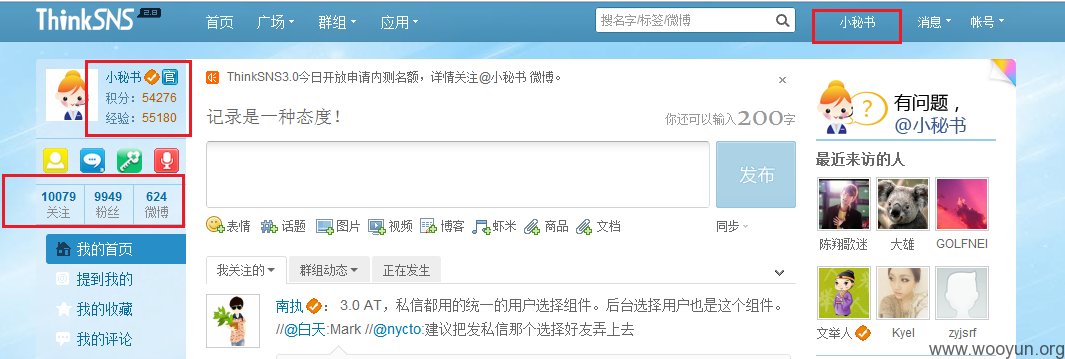 ThinkSNS 2.8 首页 广场 群组 应用 搜名字/标签/微博 小秘书 消息 帐号
小秘书 官
积分：54276
经验：55180
10079 9949 624
关注 粉丝 微博
我的首页
提到我的
我的收藏
我的评论
ThinkSNS3.0今日开放申请内测名额，详情关注@小秘书 微博。 ×
记录是一种态度！ 你还可以输入200字
发布
表情 话题 图片 视频 博客 虾米 商品 文档 同步
我关注的 群组动态 正在发生
南执： 3.0 AT，私信都用的统一的用户选择组件。后台选择用户也是这个组件。
//@白天:Mark //@nycto:建议把发私信那个选择好友弄上去
? 有问题，
@小秘书
最近来访的人
陈翔歌迷 大雄 GOLFNEI
文举人 Kyel zyjsrf
www.wooyun.org